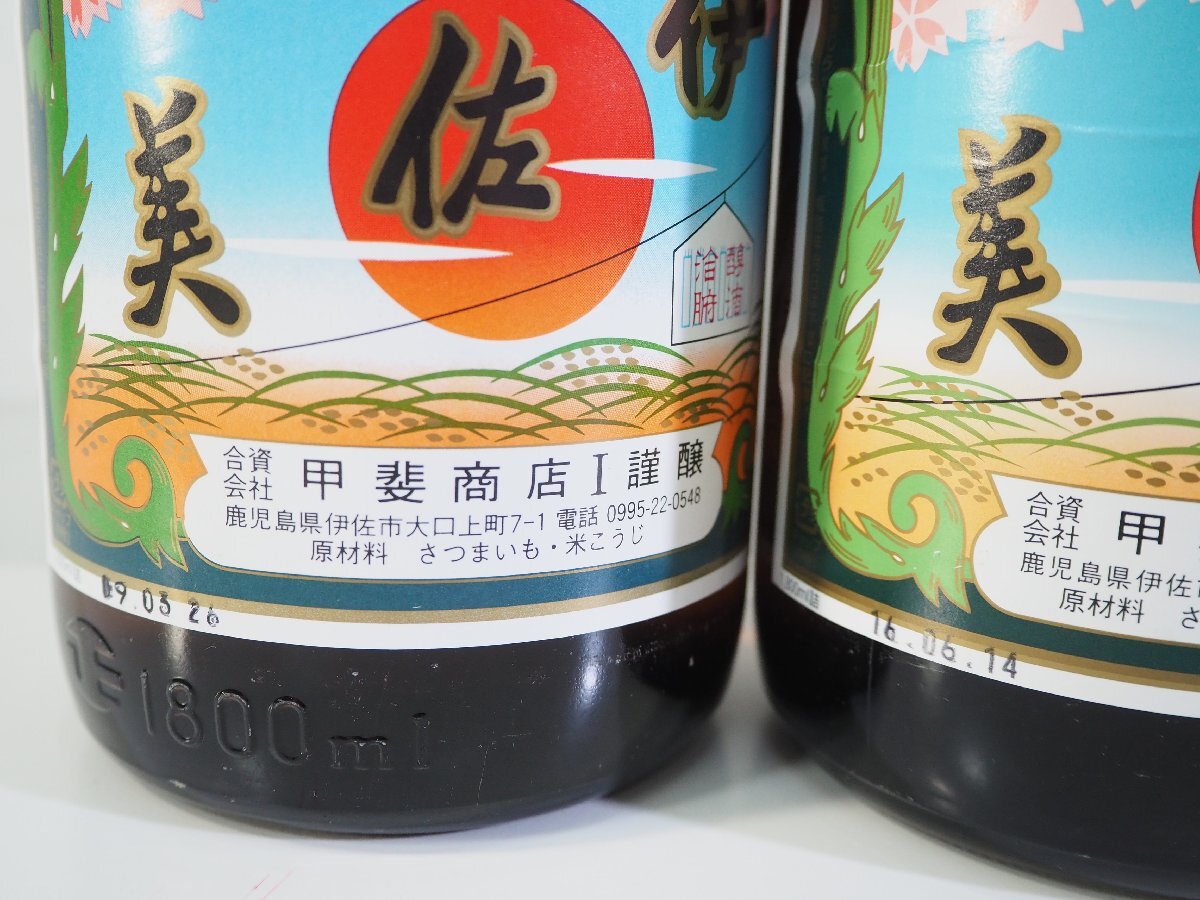 伊
佐
美
合資
会社 甲斐商店I謹醸
鹿児島県伊佐市大口上町7-1 電話 0995-22-0548
原材料 さつまいも・米こうじ
19.03 26
1800ml
美
合資
会社 甲
鹿児島県伊佐
原材料 さ
16.06.14